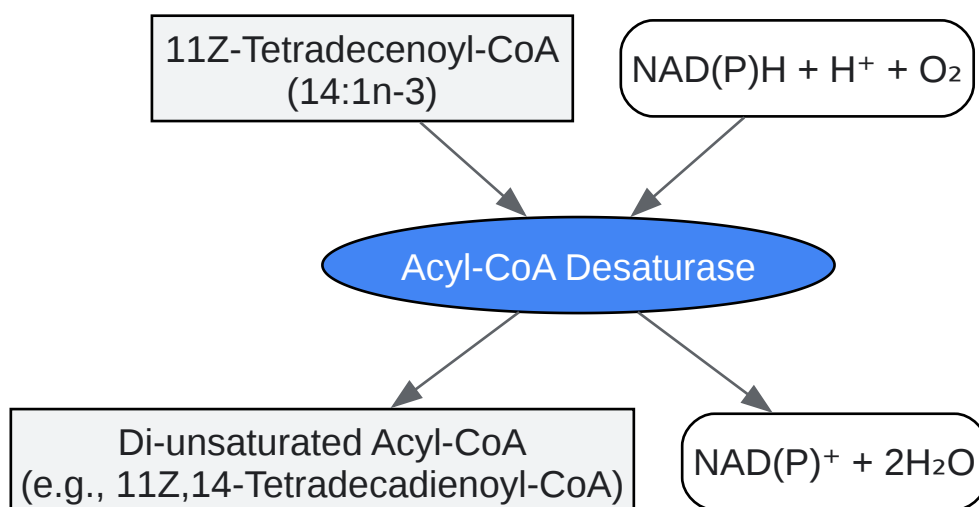 11Z-Tetradecenoyl-CoA
(14:1n-3)
NAD(P)H + H⁺ + O₂
Acyl-CoA Desaturase
Di-unsaturated Acyl-CoA
(e.g., 11Z,14-Tetradecadienoyl-CoA)
NAD(P)⁺ + 2H₂O